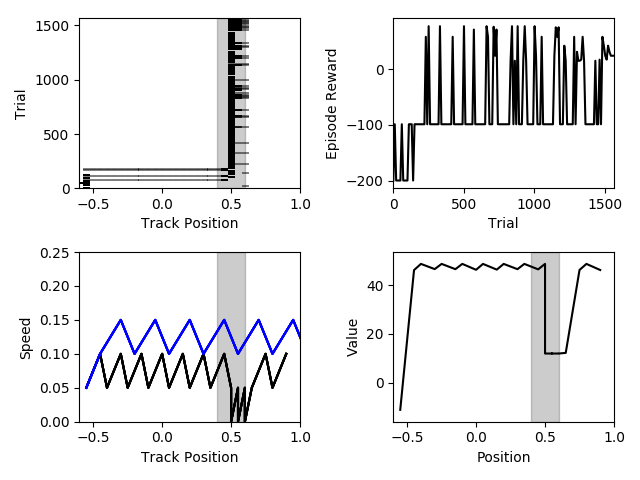 1500
1000
500
0
Trial
−0.5 0.0 0.5 1.0
Track Position
0
−100
−200
Episode Reward
0 500 1000 1500
Trial
0.25
0.20
0.15
0.10
0.05
0.00
Speed
−0.5 0.0 0.5 1.0
Track Position
40
20
0
Value
−0.5 0.0 0.5 1.0
Position